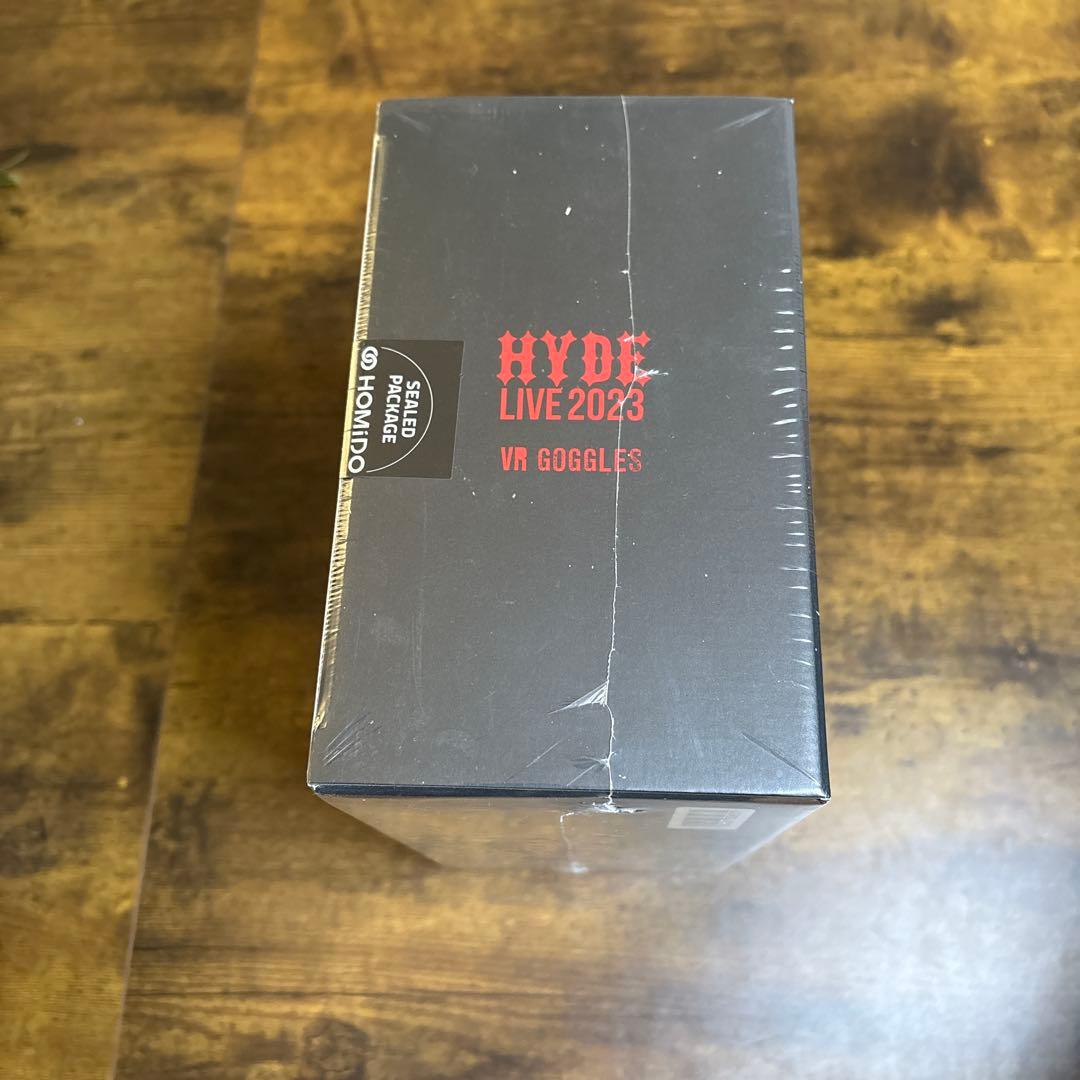 HYDE
LIVE 2023
VR GOGGLES
SEALED
PACKAGE
HOMiDO